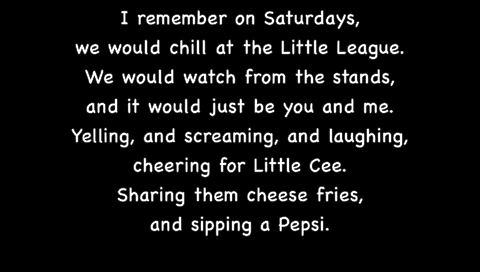 I remember on Saturdays,
we would chill at the Little League.
We would watch from the stands,
and it would just be you and me.
Yelling, and screaming, and laughing,
cheering for Little Cee.
Sharing them cheese fries,
and sipping a Pepsi.